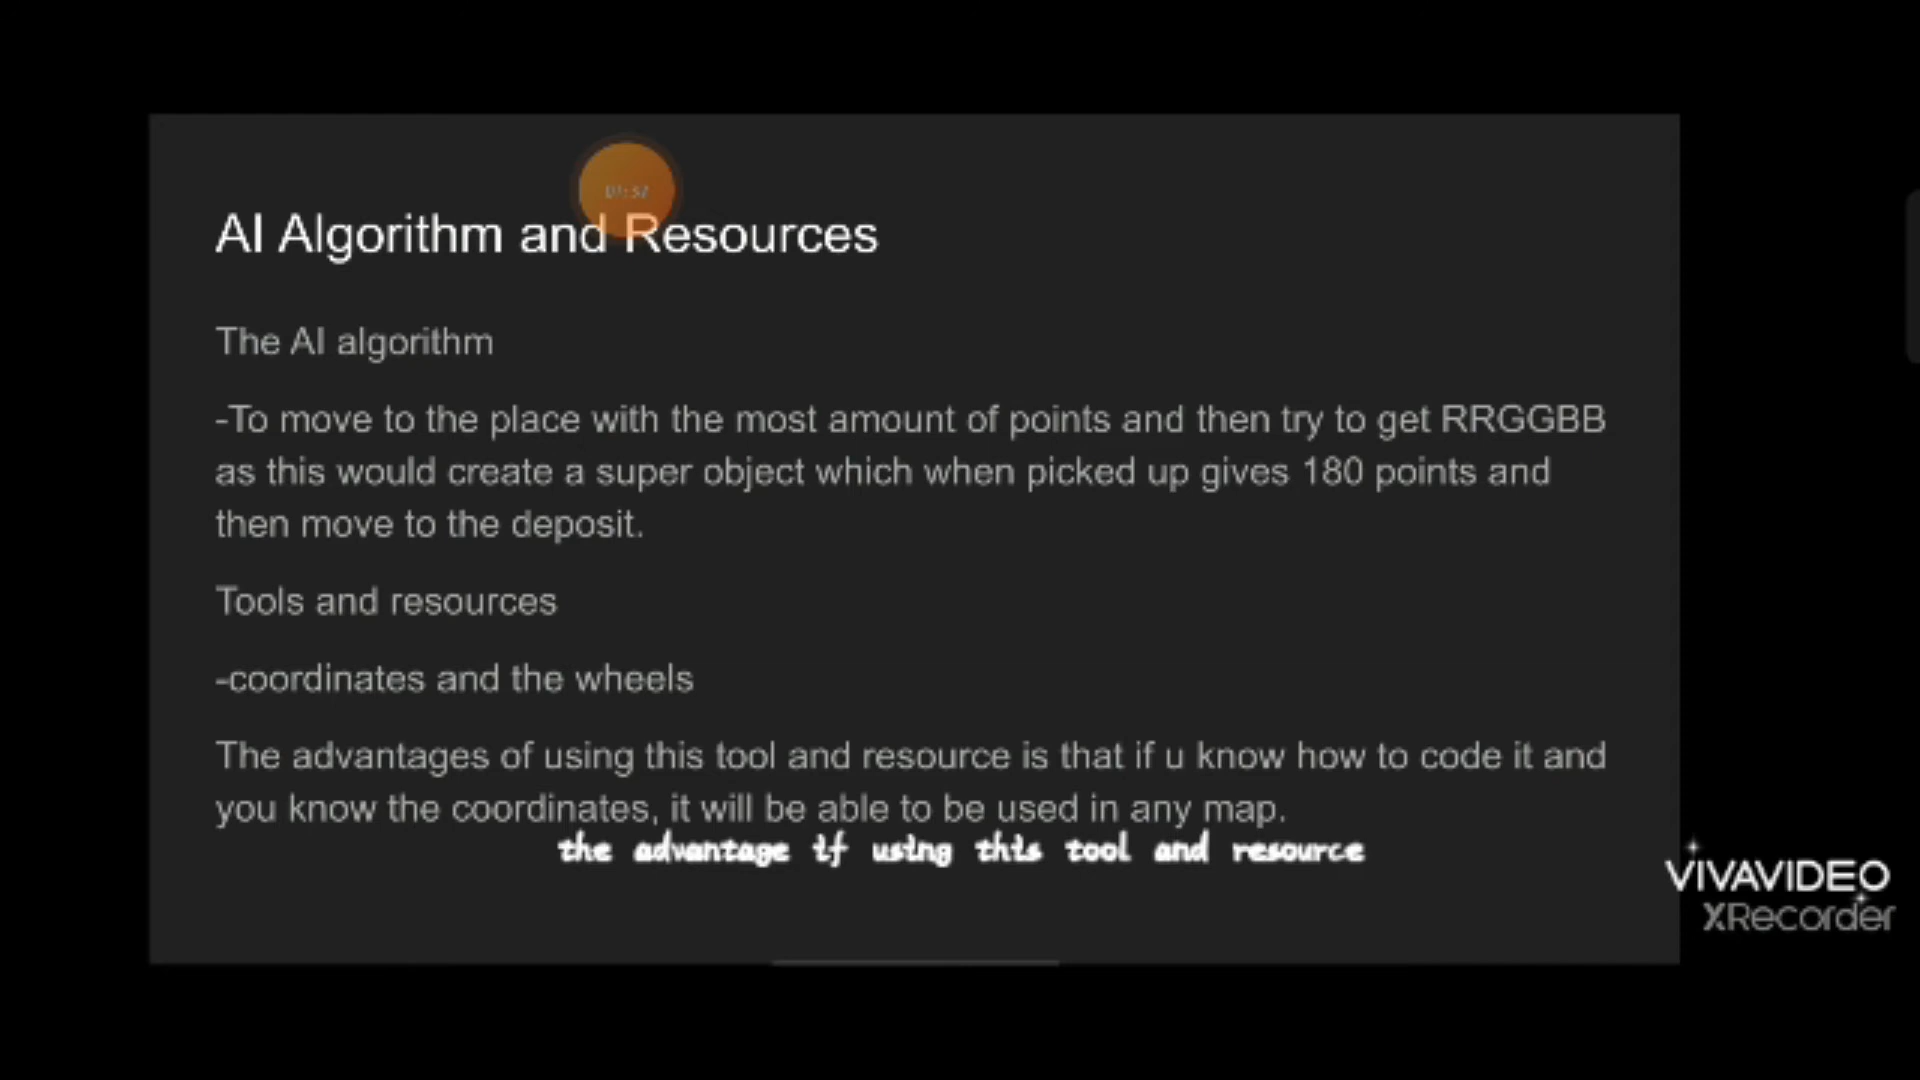 AI Algorithm and Resources
The AI algorithm
-To move to the place with the most amount of points and then try to get RRGGBB
as this would create a super object which when picked up gives 180 points and
then move to the deposit.
Tools and resources
-coordinates and the wheels
The advantages of using this tool and resource is that if u know how to code it and
you know the coordinates, it will be able to be used in any map.
the advantage if using this tool and resource
VIVAVIDEO
XRecorder